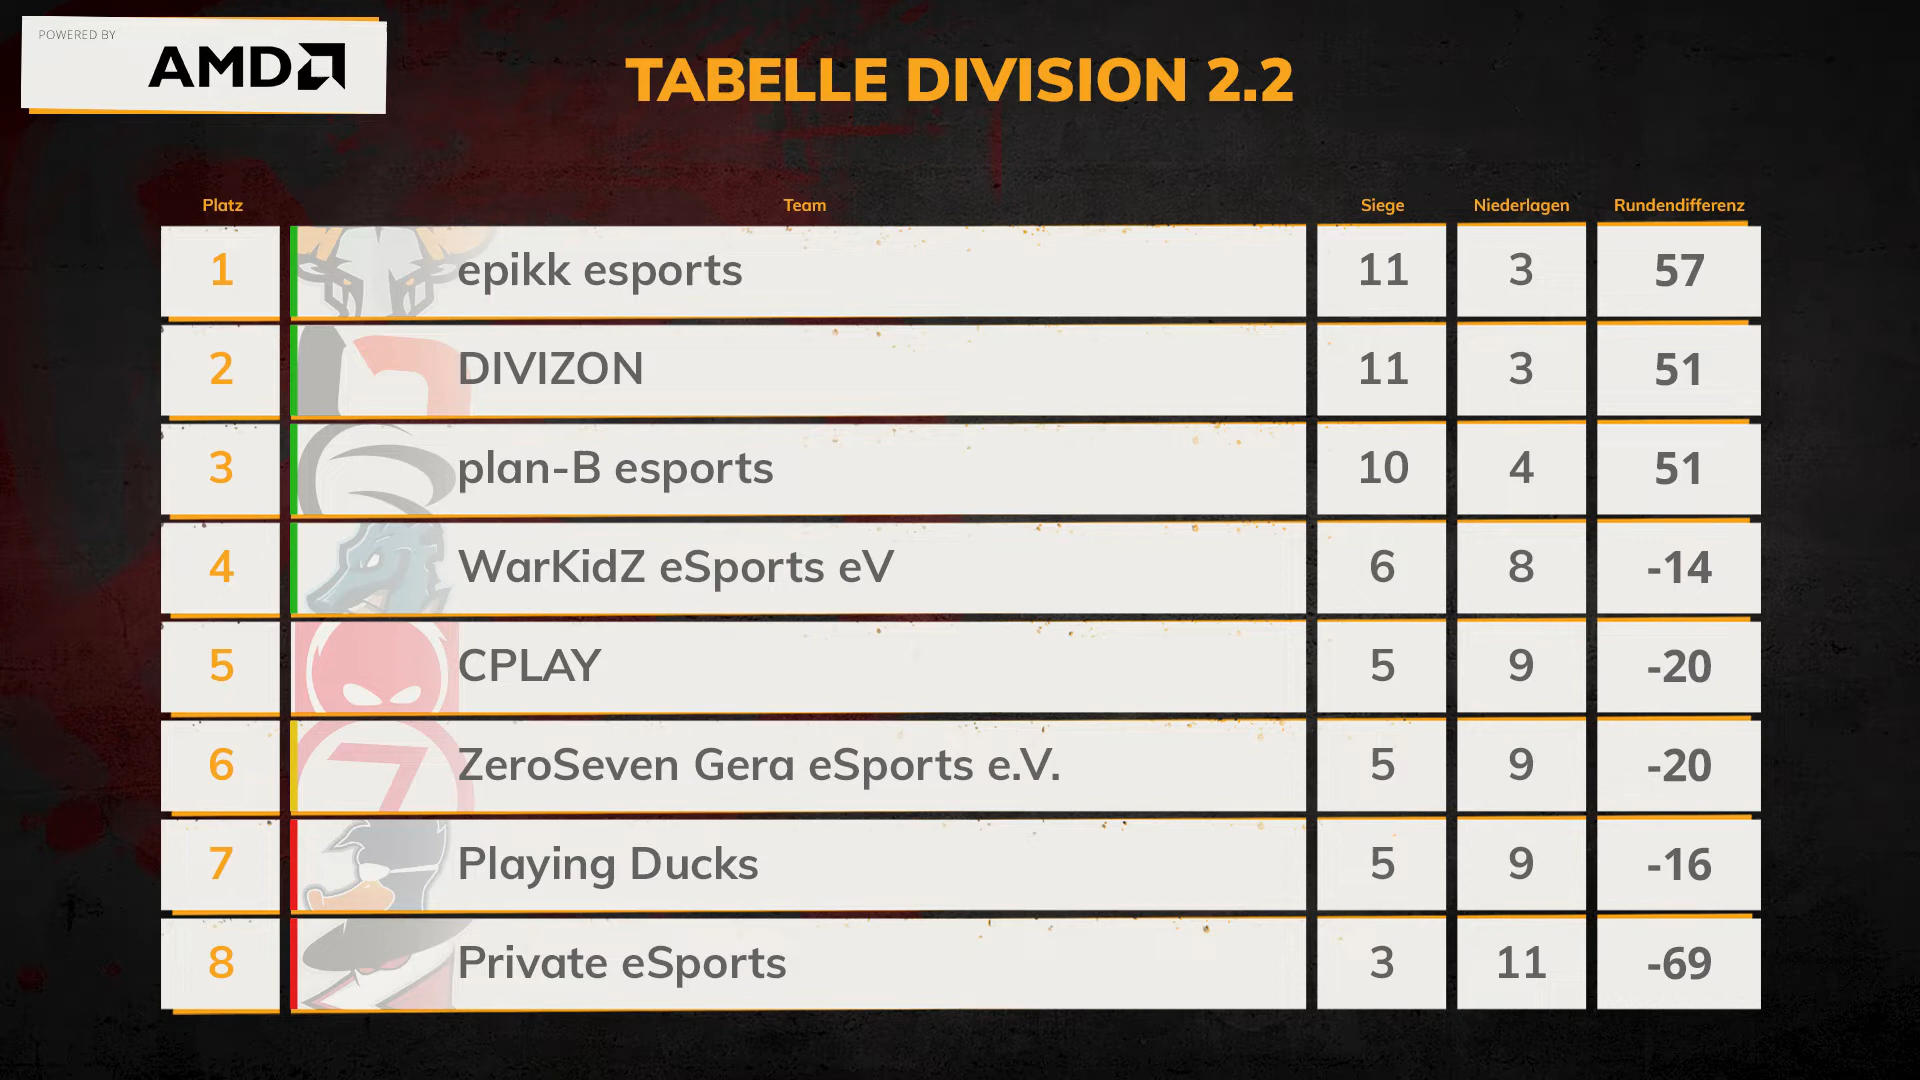 POWERED BY
AMD
TABELLE DIVISION 2.2
Platz Team Siege Niederlagen Rundendifferenz
1 epikk esports 11 3 57
2 DIVIZON 11 3 51
3 plan-B esports 10 4 51
4 WarKidZ eSports eV 6 8 -14
5 CPLAY 5 9 -20
6 ZeroSeven Gera eSports e.V. 5 9 -20
7 Playing Ducks 5 9 -16
8 Private eSports 3 11 -69